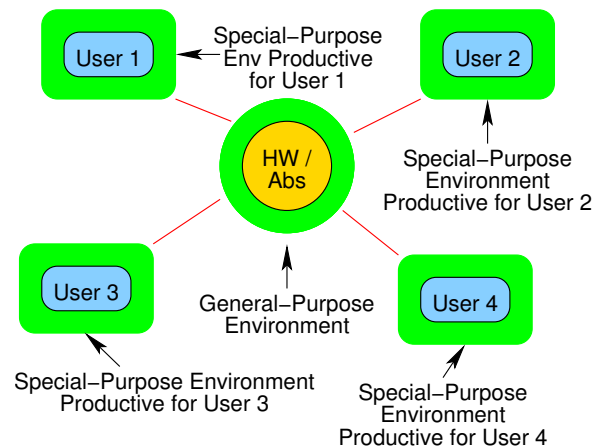 User 1
Special−Purpose
Env Productive
for User 1
User 2
HW /
Abs
Special−Purpose
Environment
Productive for User 2
User 3
General−Purpose
Environment
User 4
Special−Purpose Environment
Productive for User 3
Special−Purpose
Environment
Productive for User 4